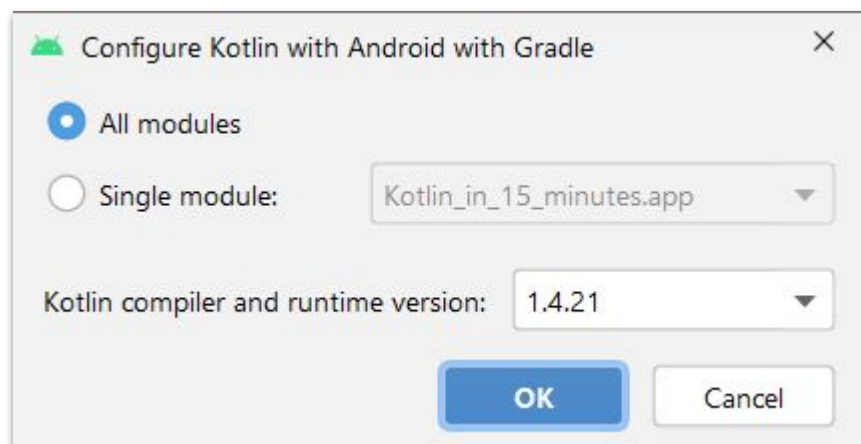 Configure Kotlin with Android with Gradle
All modules
Single module: Kotlin_in_15_minutes.app
Kotlin compiler and runtime version: 1.4.21
OK Cancel